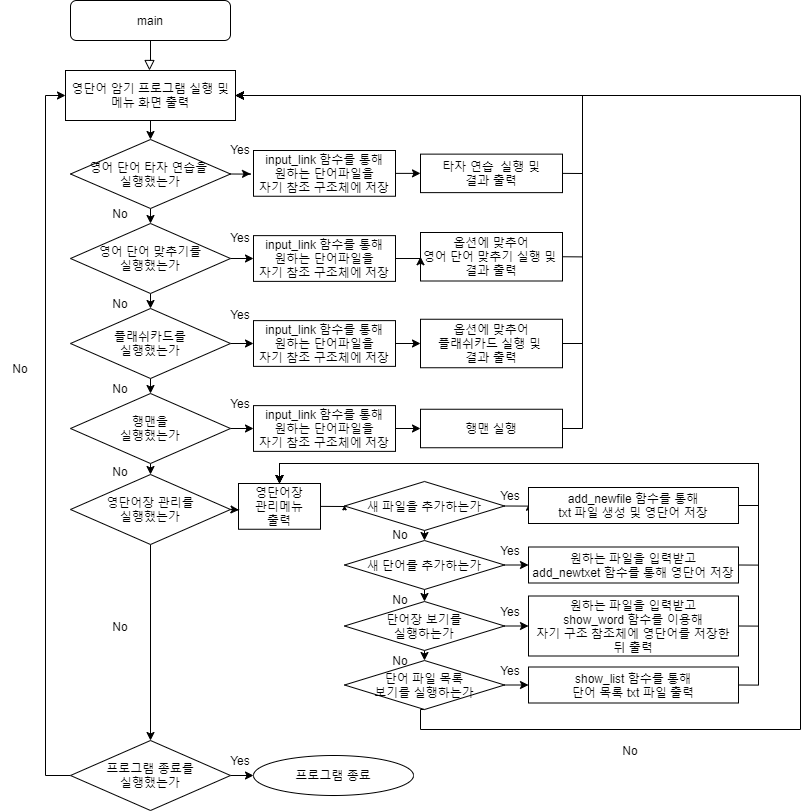 main
영단어 암기 프로그램 실행 및
메뉴 화면 출력
영어 단어 타자 연습을
실행했는가
Yes
input_link 함수를 통해
원하는 단어파일을
자기 참조 구조체에 저장
타자 연습 실행 및
결과 출력
No
영어 단어 맞추기를
실행했는가
Yes
input_link 함수를 통해
원하는 단어파일을
자기 참조 구조체에 저장
옵션에 맞추어
영어 단어 맞추기 실행 및
결과 출력
No
플래쉬카드를
실행했는가
Yes
input_link 함수를 통해
원하는 단어파일을
자기 참조 구조체에 저장
옵션에 맞추어
플래쉬카드 실행 및
결과 출력
No
No
행맨을
실행했는가
Yes
input_link 함수를 통해
원하는 단어파일을
자기 참조 구조체에 저장
행맨 실행
No
영단어장 관리를
실행했는가
영단어장
관리메뉴
출력
새 파일을 추가하는가
Yes
add_newfile 함수를 통해
txt 파일 생성 및 영단어 저장
No
새 단어를 추가하는가
Yes
원하는 파일을 입력받고
add_newtxet 함수를 통해 영단어 저장
No
단어장 보기를
실행하는가
Yes
원하는 파일을 입력받고
show_word 함수를 이용해
자기 구조 참조체에 영단어를 저장한
뒤 출력
No
No
단어 파일 목록
보기를 실행하는가
Yes
show_list 함수를 통해
단어 목록 txt 파일 출력
No
프로그램 종료를
실행했는가
Yes
프로그램 종료